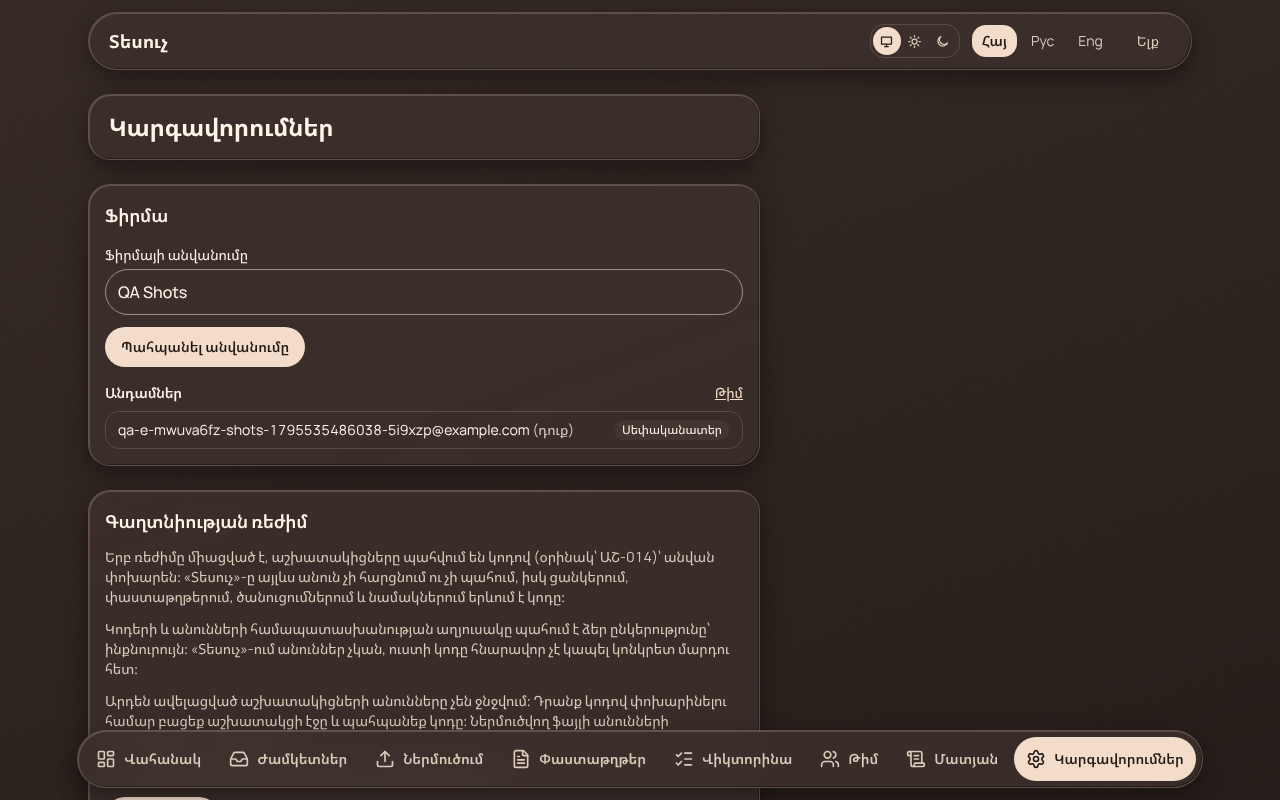 Տեսուչ
Հայ Рус Eng Ելք
Կարգավորումներ
Ֆիրմա
Ֆիրմայի անվանումը
QA Shots
Պահպանել անվանումը
Անդամներ Թիմ
qa-e-mwuva6fz-shots-1795535486038-5i9xzp@example.com (դուք) Սեփականատեր
Գաղտնիության ռեժիմ
Երբ ռեժիմը միացված է, աշխատակիցները պահվում են կոդով (օրինակ՝ ԱՇ-014)՝ անվան
փոխարեն։ «Տեսուչ»-ը այլևս անուն չի հարցնում ու չի պահում, իսկ ցանկերում,
փաստաթղթերում, ծանուցումներում և նամակներում երևում է կոդը։
Կոդերի և անունների համապատասխանության աղյուսակը պահում է ձեր ընկերությունը՝
ինքնուրույն։ «Տեսուչ»-ում անուններ չկան, ուստի կոդը հնարավոր չէ կապել կոնկրետ մարդու
հետ։
Արդեն ավելացված աշխատակիցների անունները չեն ջնջվում։ Դրանք կոդով փոխարինելու
համար բացեք աշխատակցի էջը և պահպանեք կոդը։ Ներմուծվող ֆայլի անունների
Վահանակ Ժամկետներ Ներմուծում Փաստաթղթեր Վիկտորինա Թիմ Մատյան Կարգավորումներ